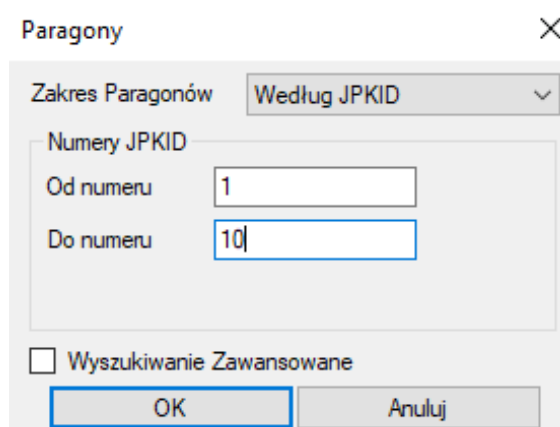 Paragony
Zakres Paragonów Według JPKID
Numery JPKID
Od numeru 1
Do numeru 10
Wyszukiwanie Zawansowane
OK Anuluj